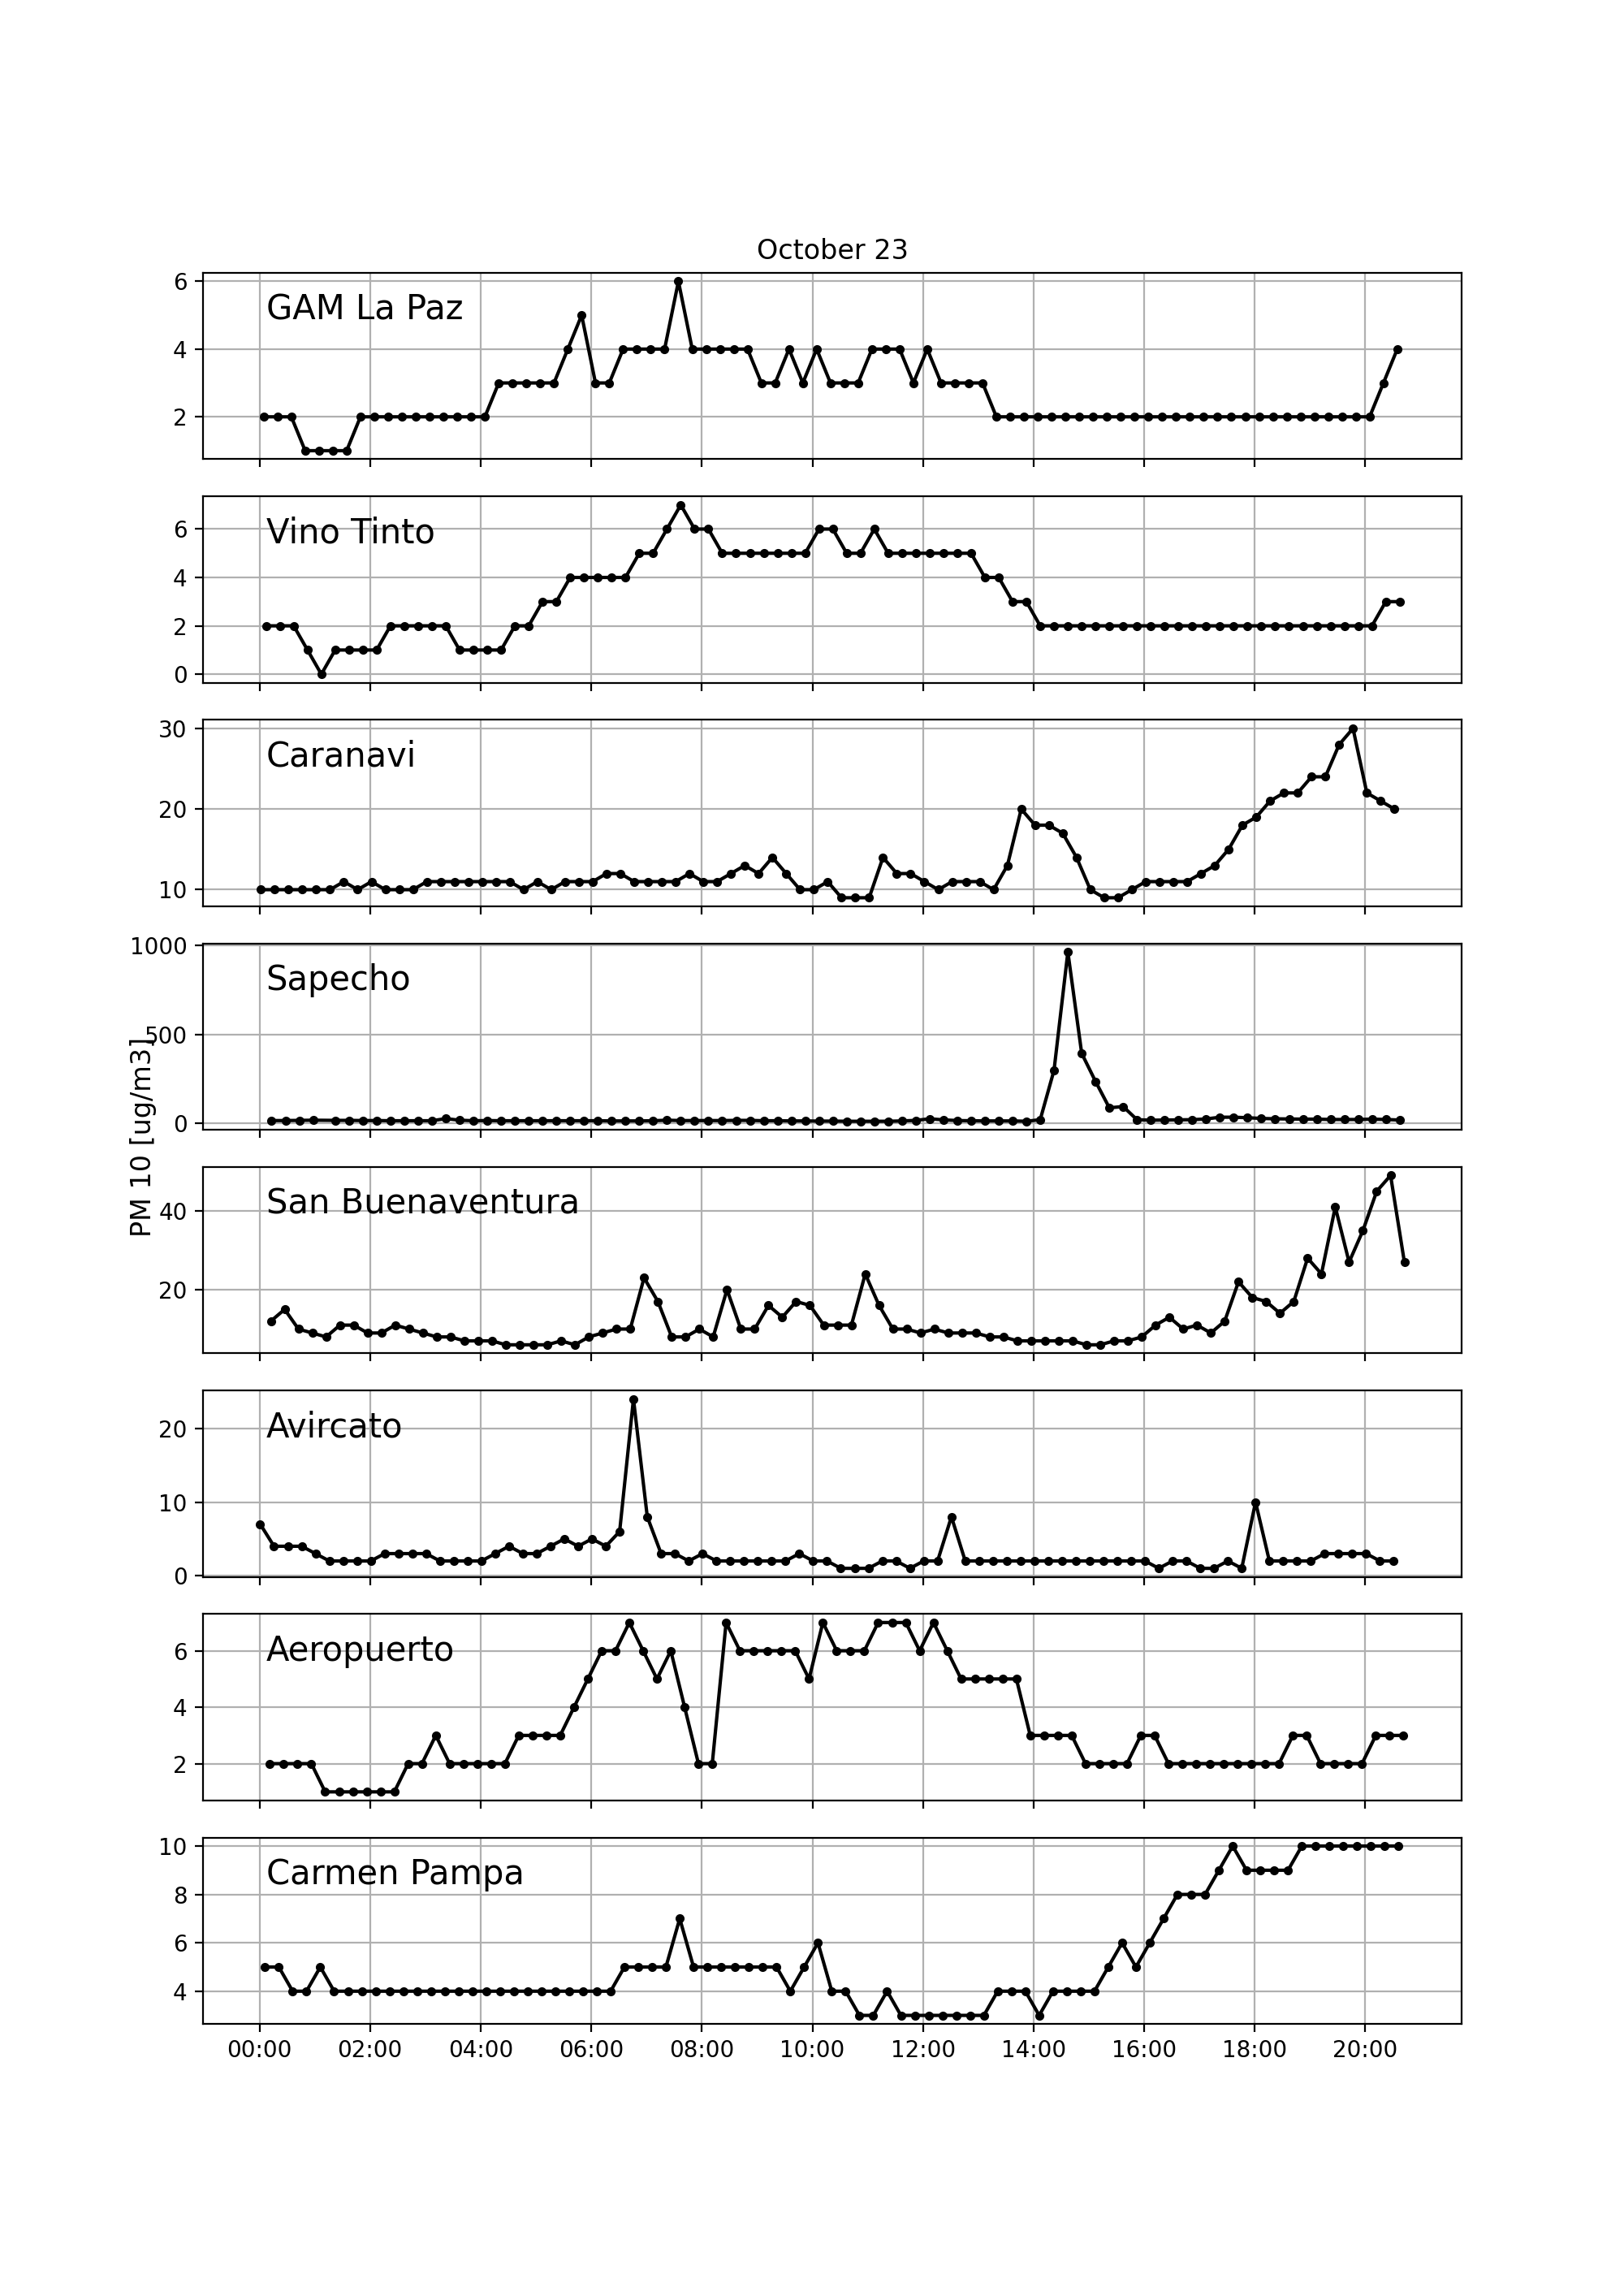 October 23
6
GAM La Paz
4
2
Vino Tinto
6
4
2
0
30
Caranavi
20
10
1000
Sapecho
500
0
PM 10 [ug/m3]
San Buenaventura
40
20
Avircato
20
10
0
Aeropuerto
6
4
2
10
Carmen Pampa
8
6
4
00:00 02:00 04:00 06:00 08:00 10:00 12:00 14:00 16:00 18:00 20:00